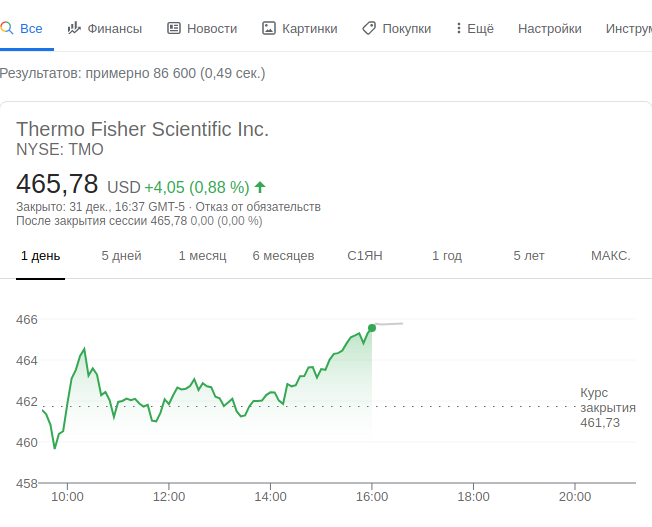 Все Финансы Новости Картинки Покупки Ещё Настройки Инструм
Результатов: примерно 86 600 (0,49 сек.)
Thermo Fisher Scientific Inc.
NYSE: TMO
465,78 USD +4,05 (0,88 %)
Закрыто: 31 дек., 16:37 GMT-5 · Отказ от обязательств
После закрытия сессии 465,78 0,00 (0,00 %)
1 день 5 дней 1 месяц 6 месяцев С1ЯН 1 год 5 лет МАКС.
466
464
462
460
458
Курс
закрытия
461,73
10:00 12:00 14:00 16:00 18:00 20:00